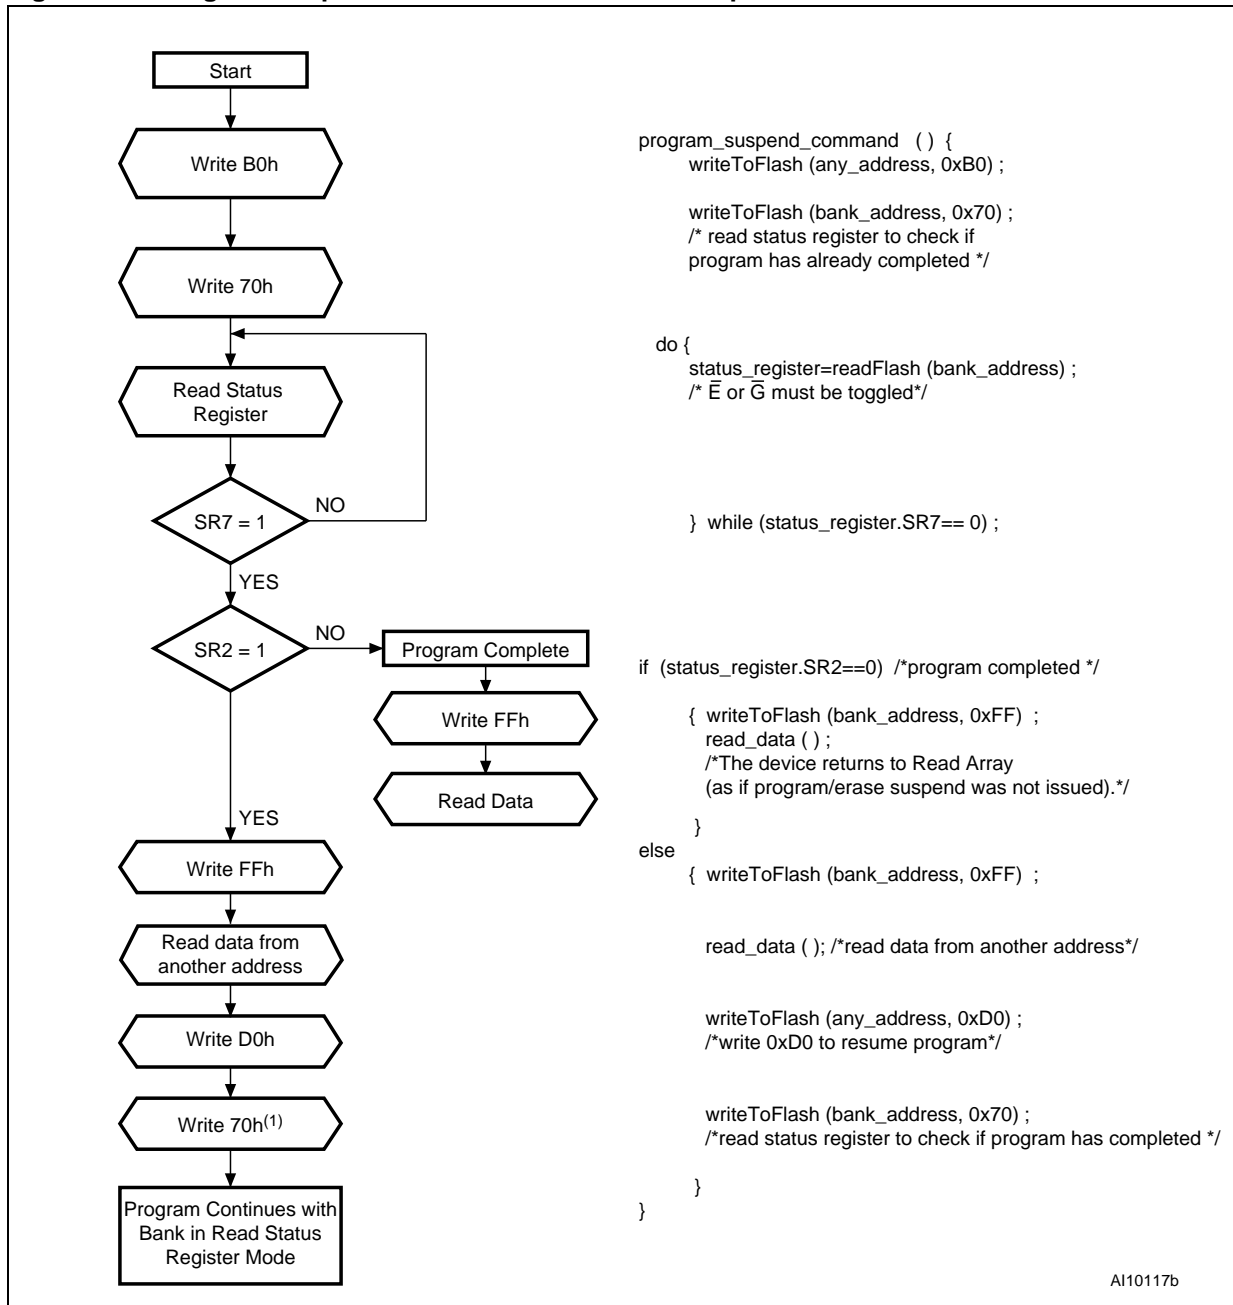 Start
Write B0h
Write 70h
Read Status
Register
SR7 = 1
NO
YES
SR2 = 1
NO
Program Complete
Write FFh
Read Data
YES
Write FFh
Read data from
another address
Write D0h
Write 70h(1)
Program Continues with
Bank in Read Status
Register Mode
program_suspend_command ( ) {
writeToFlash (any_address, 0xB0) ;
writeToFlash (bank_address, 0x70) ;
/* read status register to check if
program has already completed */
do {
status_register=readFlash (bank_address) ;
/* E̅ or G̅ must be toggled*/
} while (status_register.SR7== 0) ;
if (status_register.SR2==0) /*program completed */
{ writeToFlash (bank_address, 0xFF) ;
read_data ( ) ;
/*The device returns to Read Array
(as if program/erase suspend was not issued).*/
}
else
{ writeToFlash (bank_address, 0xFF) ;
read_data ( ); /*read data from another address*/
writeToFlash (any_address, 0xD0) ;
/*write 0xD0 to resume program*/
writeToFlash (bank_address, 0x70) ;
/*read status register to check if program has completed */
}
}
AI10117b